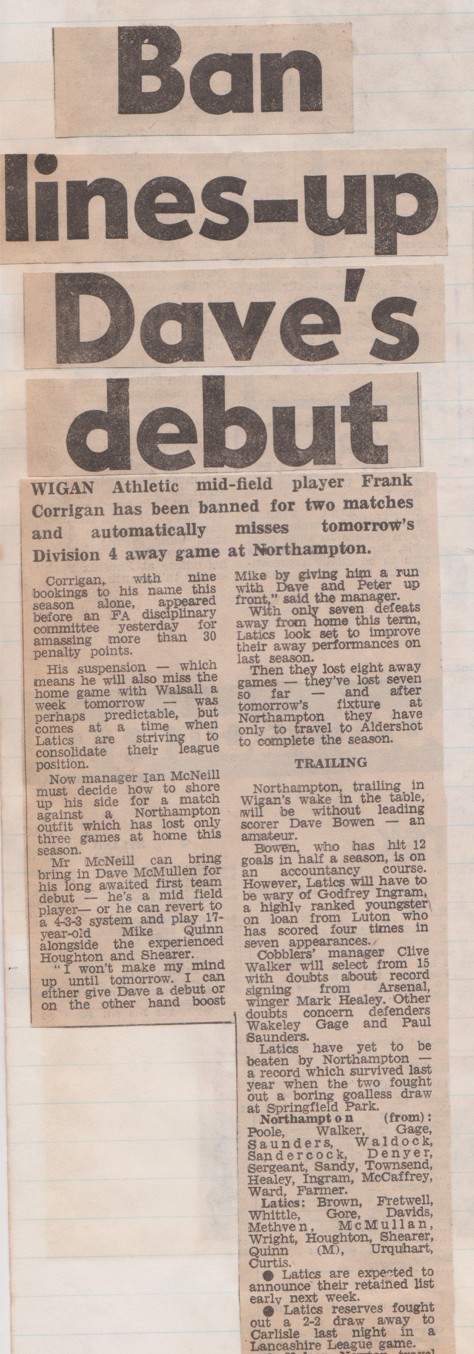 Ban
lines-up
Dave's
debut
WIGAN Athletic mid-field player Frank
Corrigan has been banned for two matches
and automatically misses tomorrow's
Division 4 away game at Northampton.
Corrigan, with nine
bookings to his name this
season alone, appeared
before an FA disciplinary
committee yesterday for
amassing more than 30
penalty points.
His suspension — which
means he will also miss the
home game with Walsall a
week tomorrow — was
perhaps predictable, but
comes at a time when
Latics are striving to
consolidate their league
position.
Now manager Ian McNeill
must decide how to shore
up his side for a match
against a Northampton
outfit which has lost only
three games at home this
season.
Mr McNeill can bring
bring in Dave McMullen for
his long awaited first team
debut — he's a mid field
player— or he can revert to
a 4-3-3 system and play 17-
year-old Mike Quinn
alongside the experienced
Houghton and Shearer.
"I won't make my mind
up until tomorrow. I can
either give Dave a debut or
on the other hand boost
Mike by giving him a run
with Dave and Peter up
front," said the manager.
With only seven defeats
away from home this term,
Latics look set to improve
their away performances on
last season.
Then they lost eight away
games — they've lost seven
so far — and after
tomorrow's fixture at
Northampton they have
only to travel to Aldershot
to complete the season.
TRAILING
Northampton, trailing in
Wigan's wake in the table,
will be without leading
scorer Dave Bowen — an
amateur.
Bowen, who has hit 12
goals in half a season, is on
an accountancy course.
However, Latics will have to
be wary of Godfrey Ingram,
a highly ranked youngster
on loan from Luton who
has scored four times in
seven appearances.
Cobblers' manager Clive
Walker will select from 15
with doubts about record
signing from Arsenal,
winger Mark Healey. Other
doubts concern defenders
Wakeley Gage and Paul
Saunders.
Latics have yet to be
beaten by Northampton —
a record which survived last
year when the two fought
out a boring goalless draw
at Springfield Park.
Northampton (from):
Poole, Walker, Gage,
Saunders, Waldock,
Sandercock, Denyer,
Sergeant, Sandy, Townsend,
Healey, Ingram, McCaffrey,
Ward, Farmer.
Latics: Brown, Fretwell,
Whittle, Gore, Davids,
Methven, McMullan,
Wright, Houghton, Shearer,
Quinn (M), Urquhart,
Curtis.
● Latics are expected to
announce their retained list
early next week.
● Latics reserves fought
out a 2-2 draw away to
Carlisle last night in a
Lancashire League game.